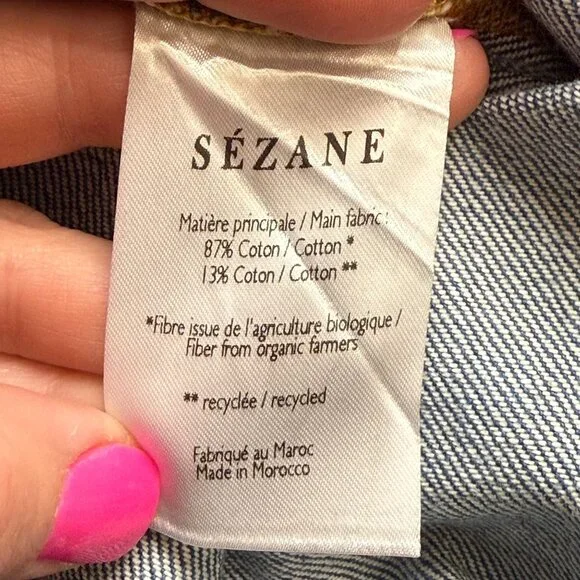 SÉZANE
Matière principale / Main fabric :
87% Coton / Cotton *
13% Coton / Cotton **
*Fibre issue de l'agriculture biologique /
Fiber from organic farmers
** recyclée / recycled
Fabriqué au Maroc
Made in Morocco